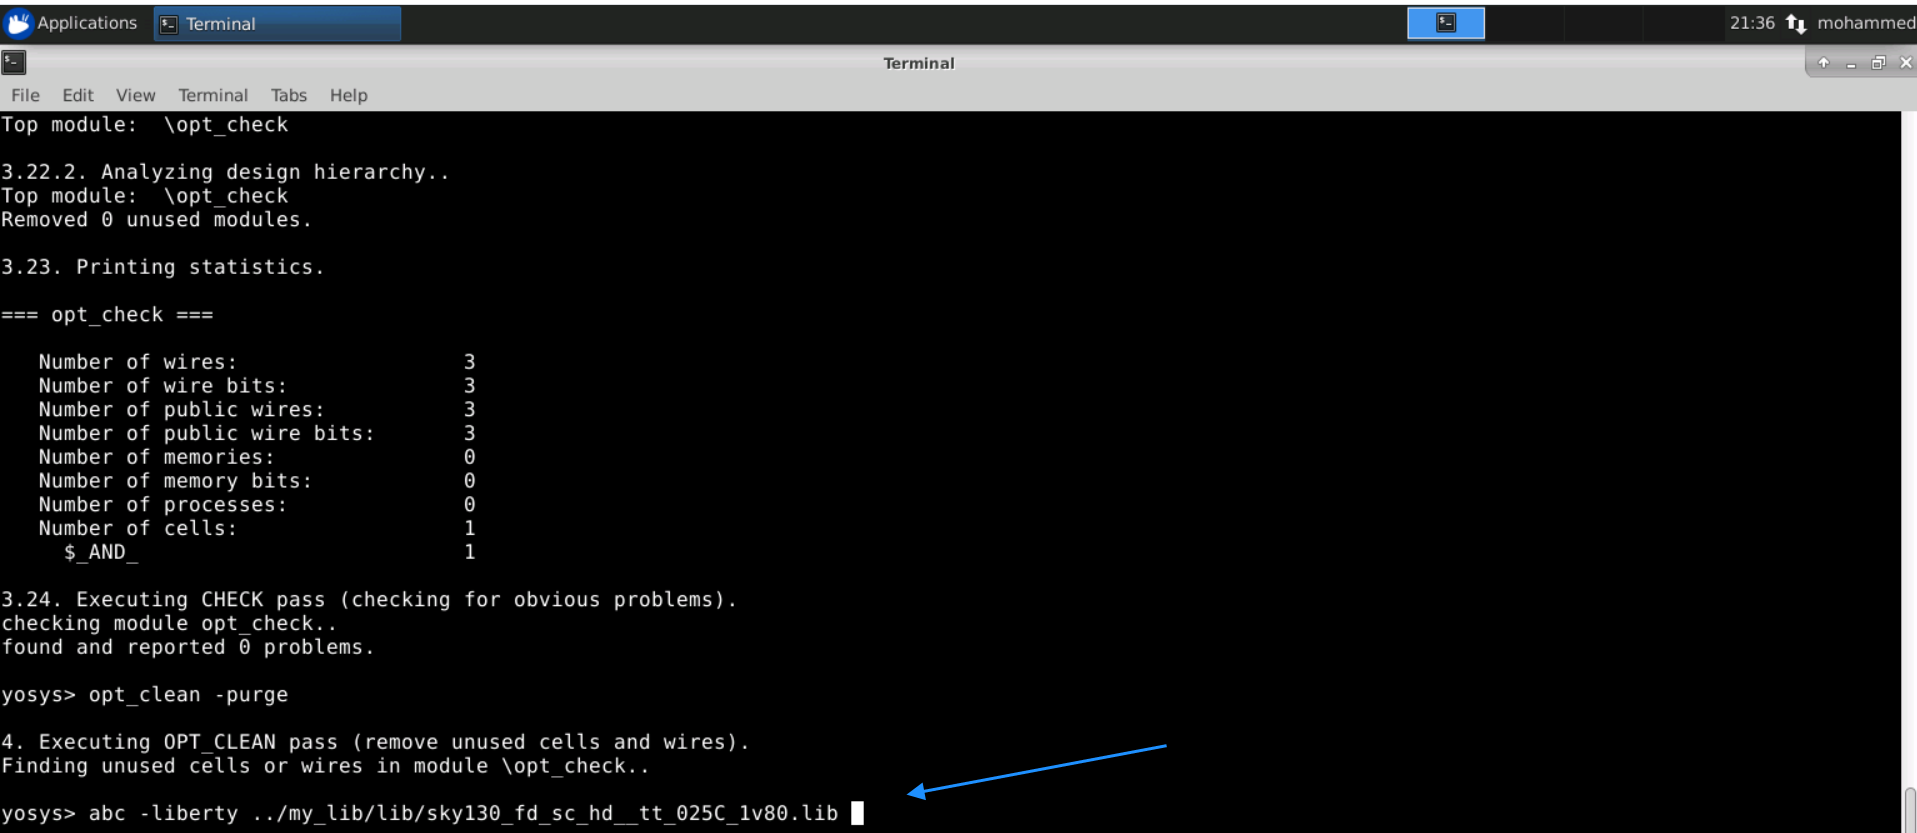 Applications Terminal 21:36 mohammed
Terminal
File Edit View Terminal Tabs Help
Top module:  \opt_check
3.22.2. Analyzing design hierarchy..
Top module:  \opt_check
Removed 0 unused modules.
3.23. Printing statistics.
=== opt_check ===
Number of wires: 3
Number of wire bits: 3
Number of public wires: 3
Number of public wire bits: 3
Number of memories: 0
Number of memory bits: 0
Number of processes: 0
Number of cells: 1
$_AND_ 1
3.24. Executing CHECK pass (checking for obvious problems).
checking module opt_check..
found and reported 0 problems.
yosys> opt_clean -purge
4. Executing OPT_CLEAN pass (remove unused cells and wires).
Finding unused cells or wires in module \opt_check..
yosys> abc -liberty ../my_lib/lib/sky130_fd_sc_hd__tt_025C_1v80.lib